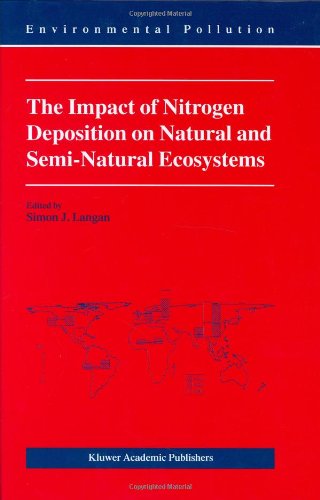 Environmental Pollution
The Impact of Nitrogen
Deposition on Natural and
Semi-Natural Ecosystems
Edited by
Simon J. Langan
Kluwer Academic Publishers